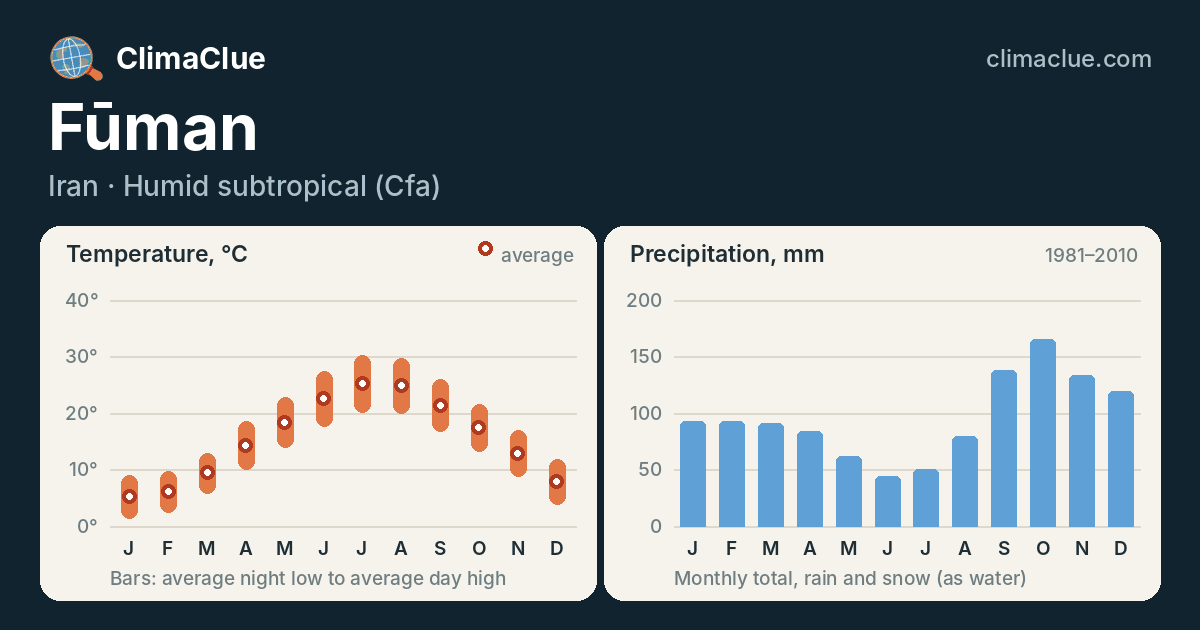 ClimaClue
climaclue.com
Fūman
Iran · Humid subtropical (Cfa)
Temperature, °C
average
40°
30°
20°
10°
0°
J F M A M J J A S O N D
Bars: average night low to average day high
Precipitation, mm
1981–2010
200
150
100
50
0
J F M A M J J A S O N D
Monthly total, rain and snow (as water)